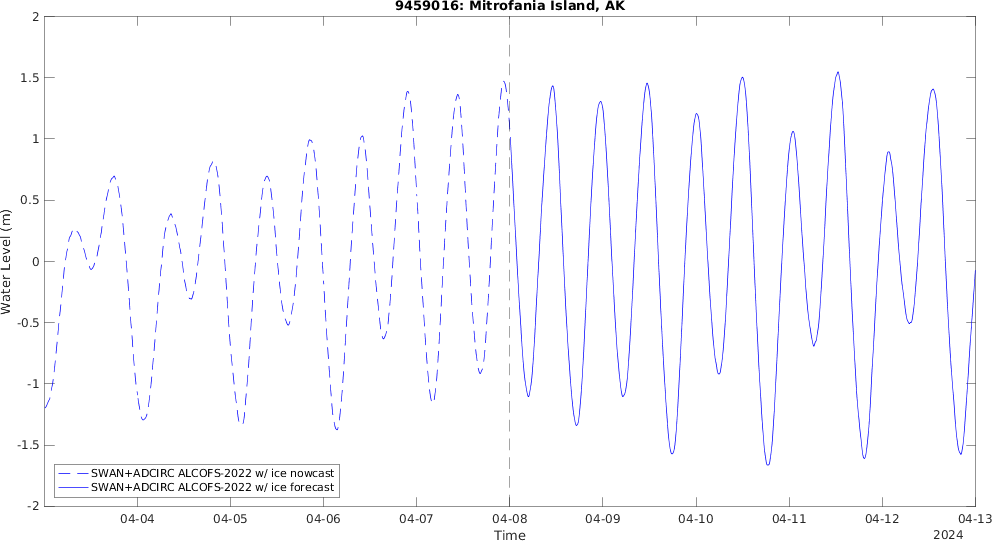 9459016: Mitrofania Island, AK
2
1.5
1
0.5
0
-0.5
-1
-1.5
-2
Water Level (m)
SWAN+ADCIRC ALCOFS-2022 w/ ice nowcast
SWAN+ADCIRC ALCOFS-2022 w/ ice forecast
04-04 04-05 04-06 04-07 04-08 04-09 04-10 04-11 04-12 04-13
Time
2024